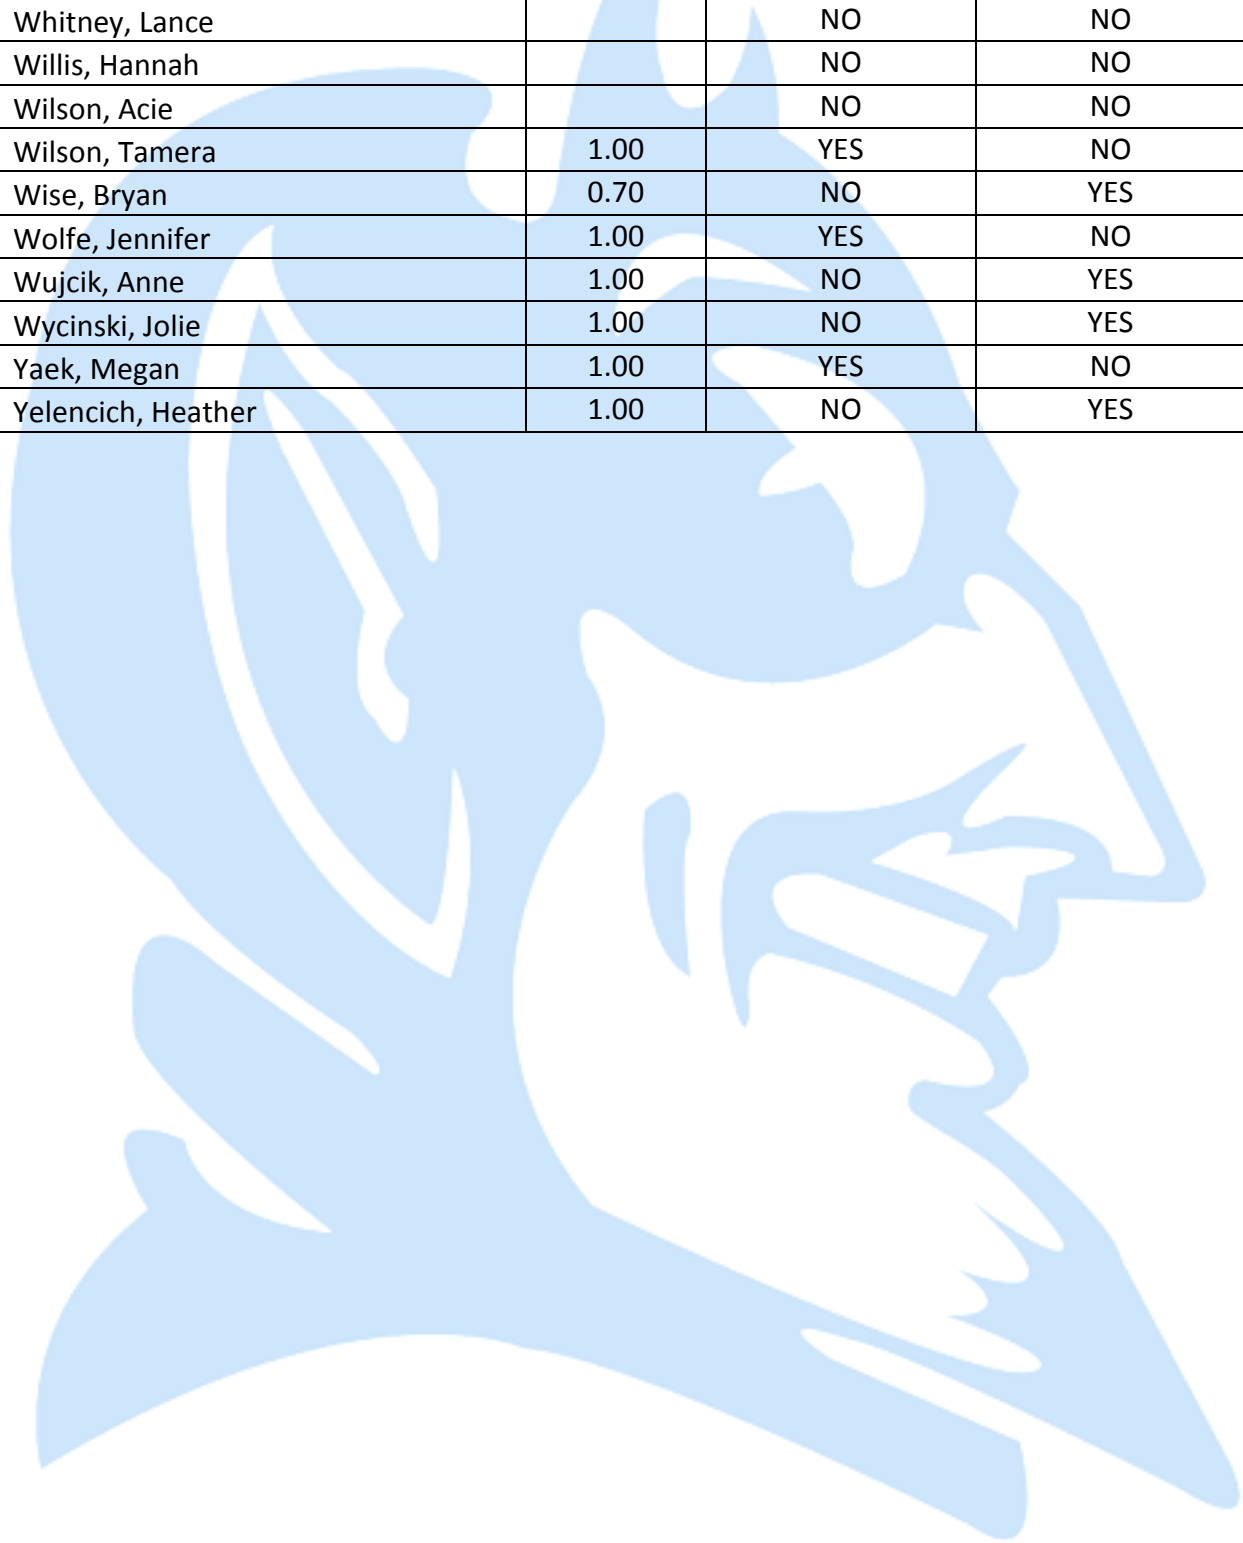 Whitney, Lance NO NO
Willis, Hannah NO NO
Wilson, Acie NO NO
Wilson, Tamera 1.00 YES NO
Wise, Bryan 0.70 NO YES
Wolfe, Jennifer 1.00 YES NO
Wujcik, Anne 1.00 NO YES
Wycinski, Jolie 1.00 NO YES
Yaek, Megan 1.00 YES NO
Yelencich, Heather 1.00 NO YES